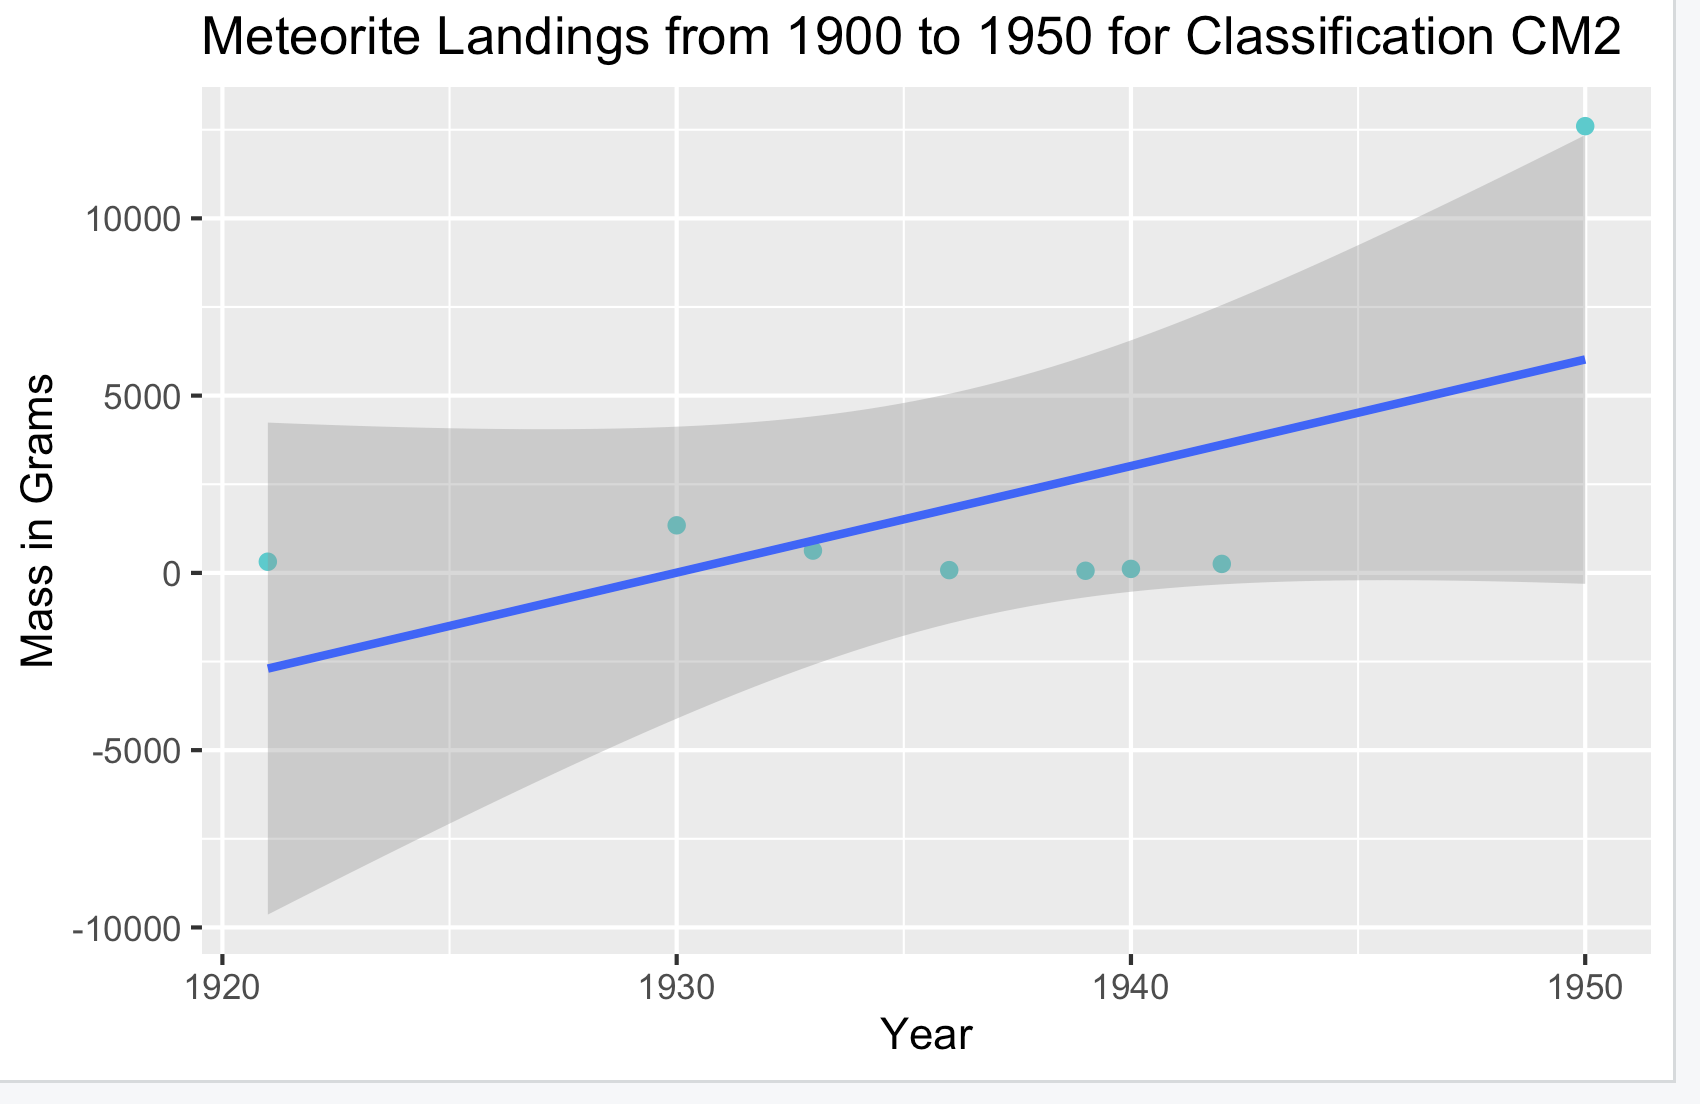 Meteorite Landings from 1900 to 1950 for Classification CM2
10000
5000
0
-5000
-10000
Mass in Grams
1920 1930 1940 1950
Year